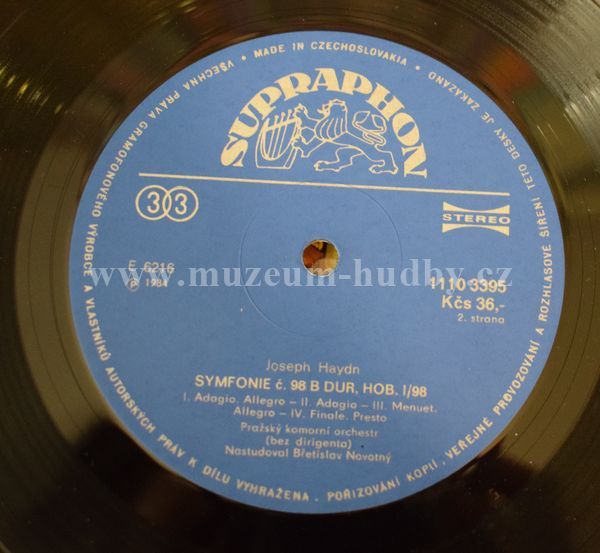 VŠECHNA PRÁVA GRAMOFONOVÉHO VÝROBCE A VLASTNÍKŮ AUTORSKÝCH PRÁV K DÍLU VYHRAŽENA . POŘIZOVÁNÍ KOPIÍ, VEŘEJNÉ PROVOZOVÁNÍ A ROZHLASOVÉ ŠÍŘENÍ TÉTO DESKY JE ZAKÁZÁNO • MADE IN CZECHOSLOVAKIA •
SUPRAPHON
33
STEREO
E 6216
℗ 1984
www.muzeum-hudby.cz
1110 3395
Kčs 36,-
2. strana
Joseph Haydn
SYMFONIE č. 98 B DUR, HOB. I/98
I. Adagio. Allegro – II. Adagio – III. Menuet.
Allegro – IV. Finale. Presto
Pražský komorní orchestr
(bez dirigenta)
Nastudoval Břetislav Novotný